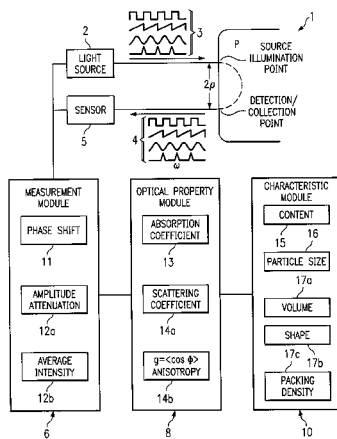 1
2
3
P
LIGHT
SOURCE
SOURCE
ILLUMINATION
POINT
2ρ
SENSOR
5
4
ω
DETECTION/
COLLECTION
POINT
MEASUREMENT
MODULE
PHASE SHIFT
11
AMPLITUDE
ATTENUATION
12a
AVERAGE
INTENSITY
12b
6
OPTICAL PROPERTY
MODULE
ABSORPTION
COEFFICIENT
13
SCATTERING
COEFFICIENT
14a
g=<cos ϕ>
ANISOTROPY
14b
8
CHARACTERISTIC
MODULE
CONTENT
15
16
PARTICLE SIZE
17a
VOLUME
SHAPE
17c
17b
PACKING
DENSITY
10